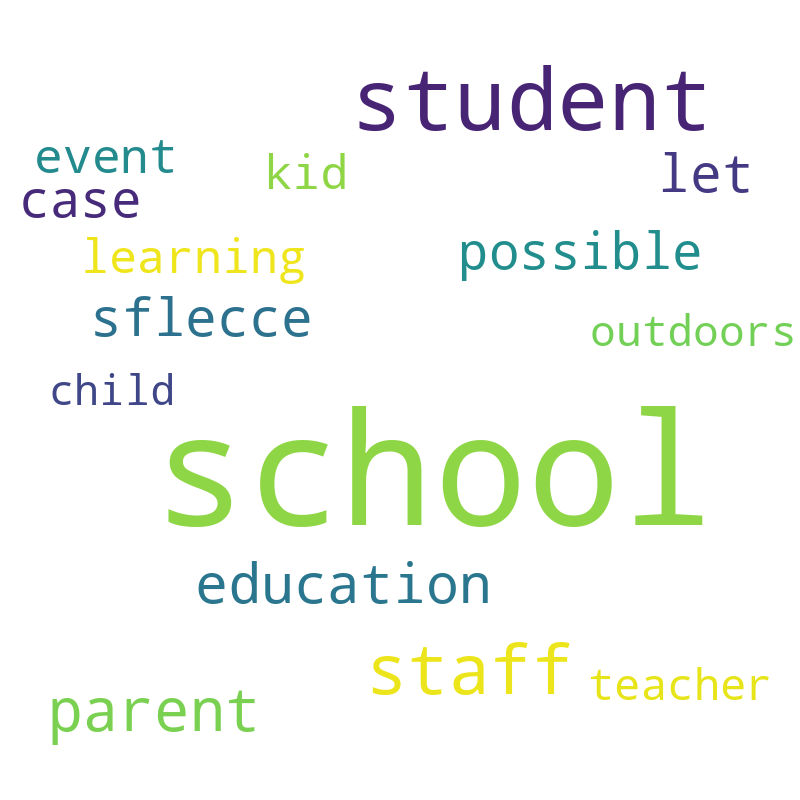 student
event
kid
let
case
learning
possible
sflecce
outdoors
child
school
education
staff
teacher
parent